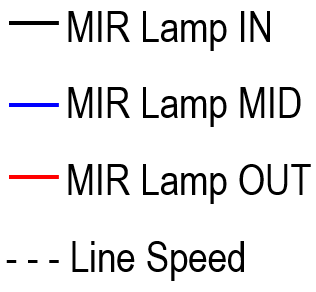 MIR Lamp IN
MIR Lamp MID
MIR Lamp OUT
Line Speed